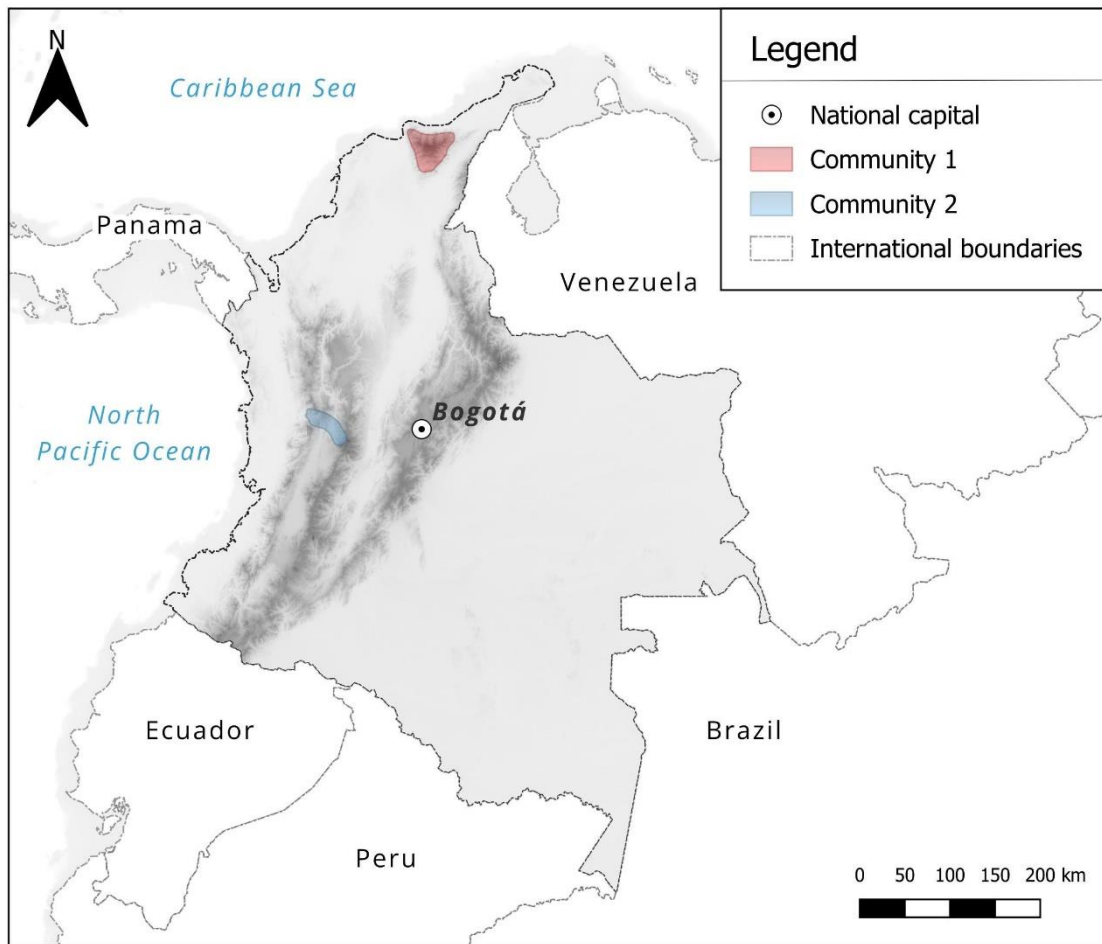 N
Caribbean Sea
Legend
National capital
Community 1
Community 2
International boundaries
Panama
Venezuela
North
Pacific Ocean
Bogotá
Ecuador
Brazil
Peru
0 50 100 150 200 km